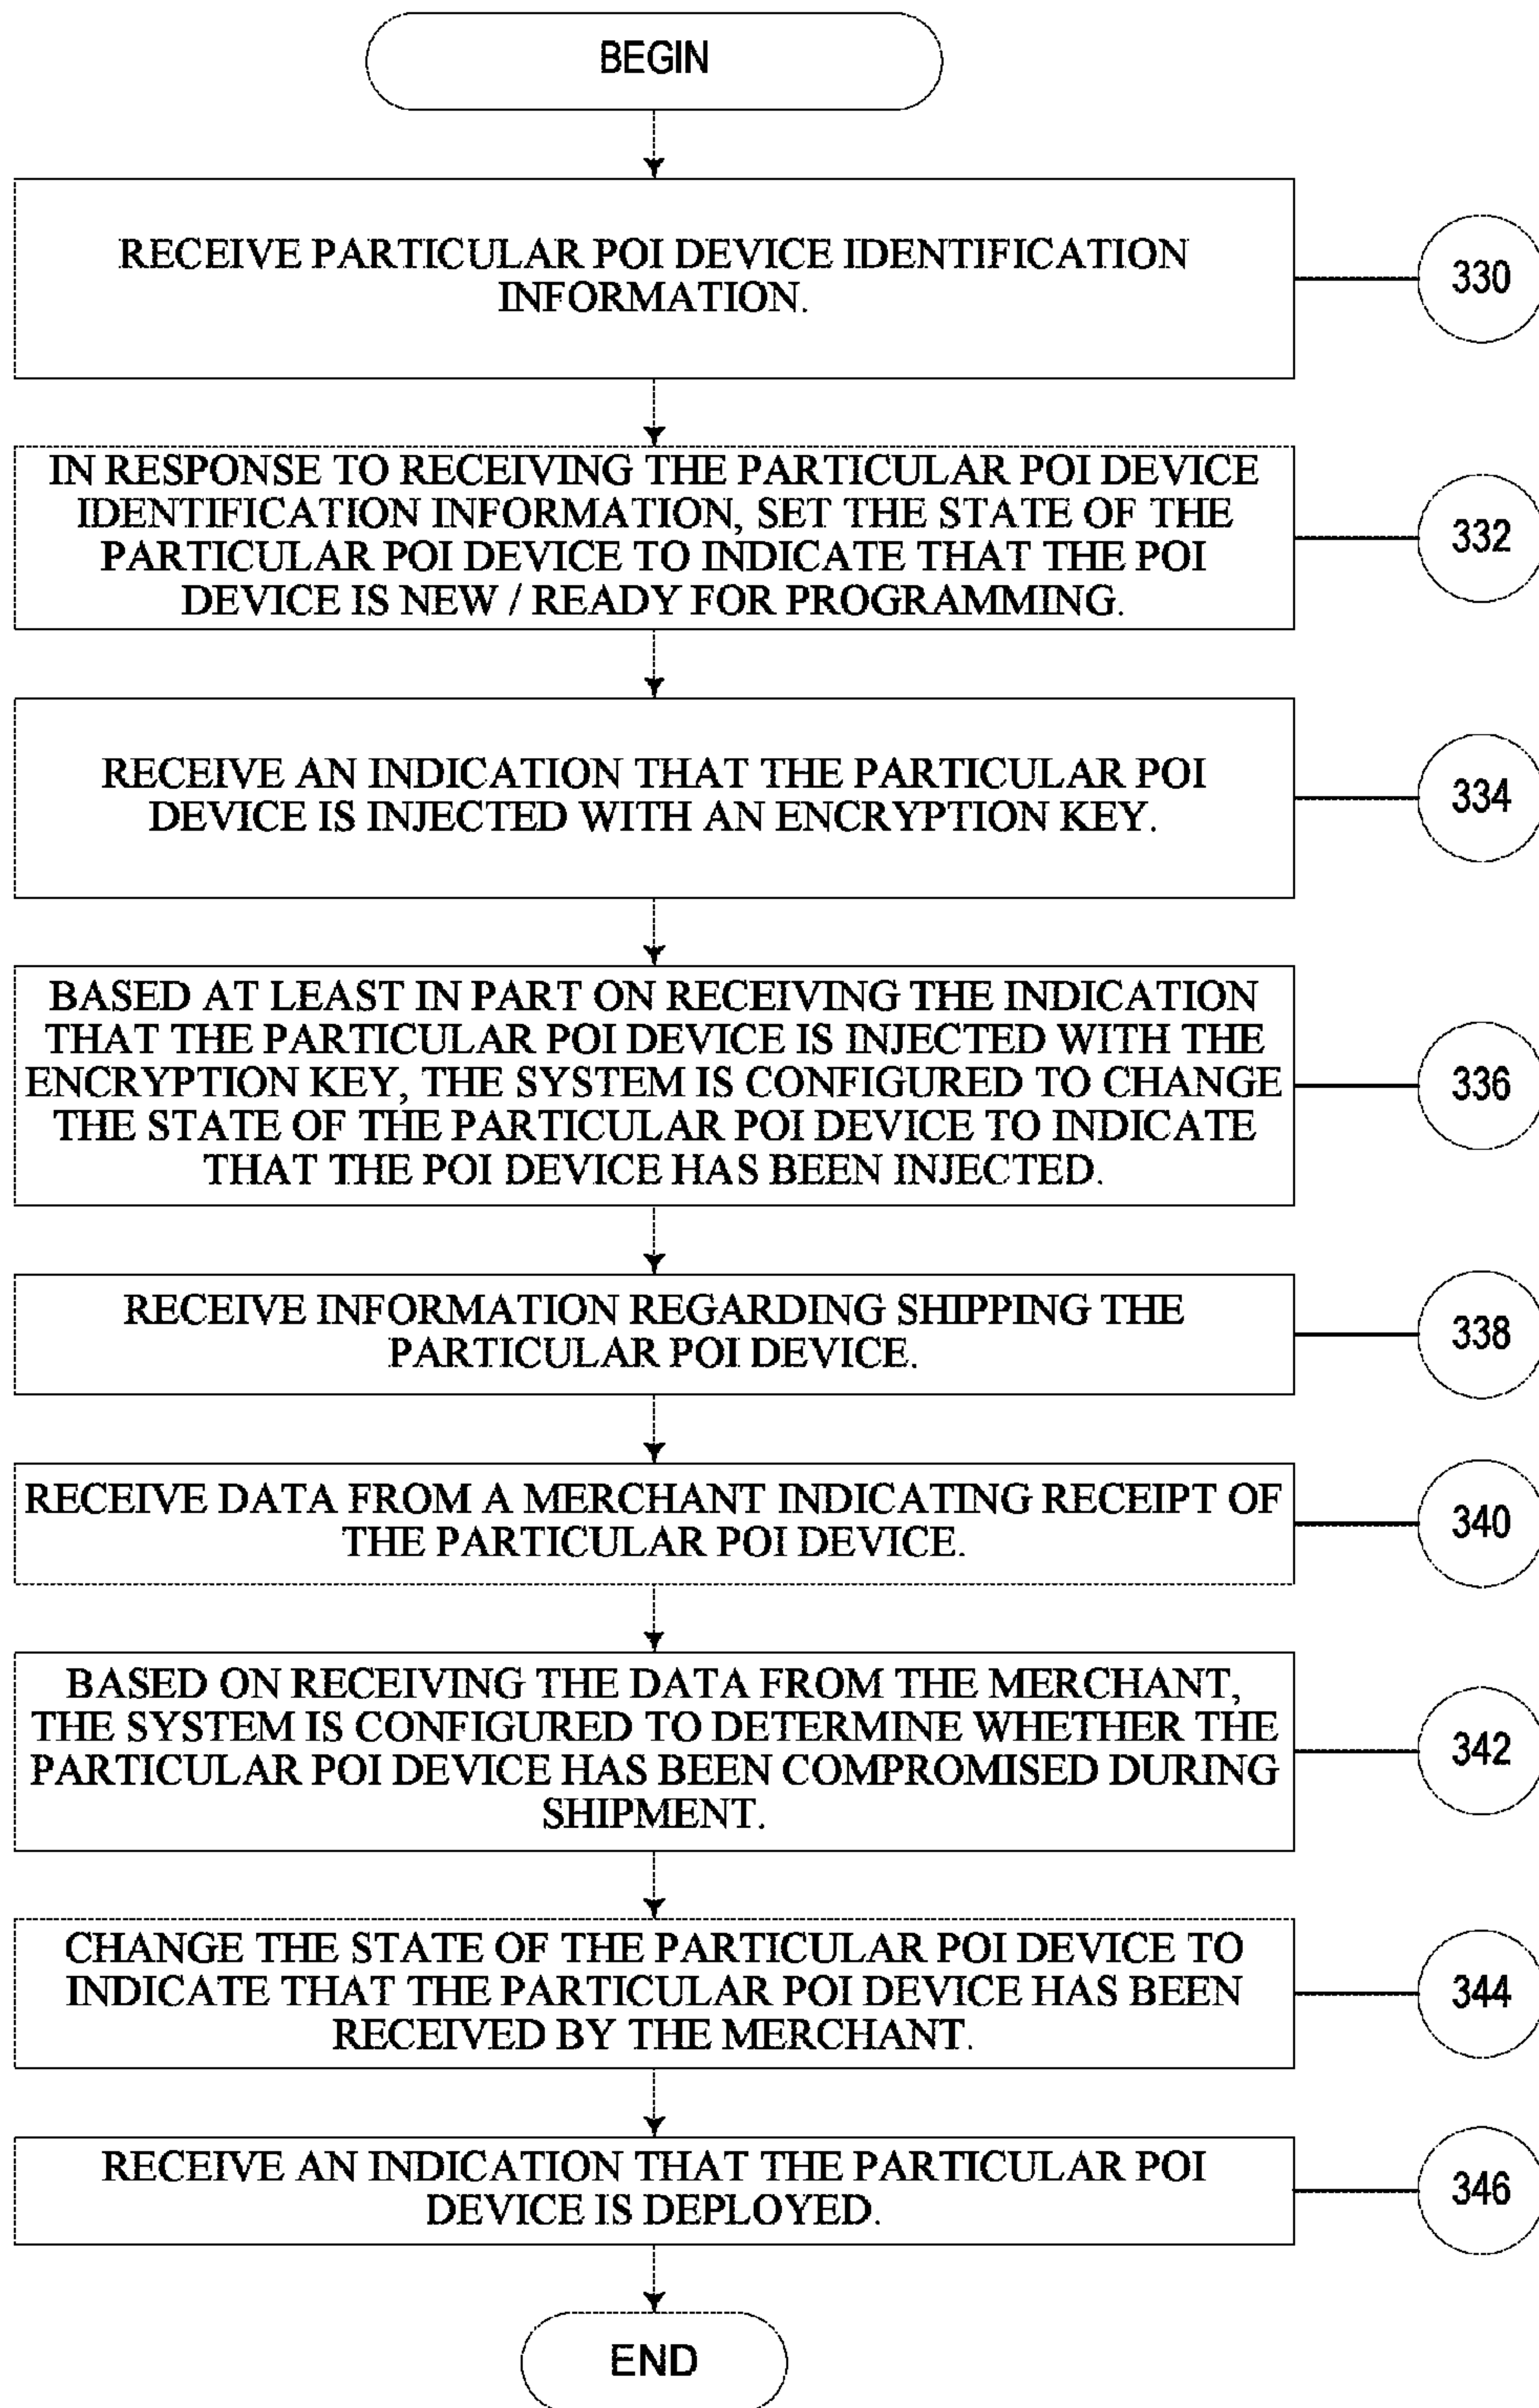 BEGIN
RECEIVE PARTICULAR POI DEVICE IDENTIFICATION
INFORMATION.
330
IN RESPONSE TO RECEIVING THE PARTICULAR POI DEVICE
IDENTIFICATION INFORMATION, SET THE STATE OF THE
PARTICULAR POI DEVICE TO INDICATE THAT THE POI
DEVICE IS NEW / READY FOR PROGRAMMING.
332
RECEIVE AN INDICATION THAT THE PARTICULAR POI
DEVICE IS INJECTED WITH AN ENCRYPTION KEY.
334
BASED AT LEAST IN PART ON RECEIVING THE INDICATION
THAT THE PARTICULAR POI DEVICE IS INJECTED WITH THE
ENCRYPTION KEY, THE SYSTEM IS CONFIGURED TO CHANGE
THE STATE OF THE PARTICULAR POI DEVICE TO INDICATE
THAT THE POI DEVICE HAS BEEN INJECTED.
336
RECEIVE INFORMATION REGARDING SHIPPING THE
PARTICULAR POI DEVICE.
338
RECEIVE DATA FROM A MERCHANT INDICATING RECEIPT OF
THE PARTICULAR POI DEVICE.
340
BASED ON RECEIVING THE DATA FROM THE MERCHANT,
THE SYSTEM IS CONFIGURED TO DETERMINE WHETHER THE
PARTICULAR POI DEVICE HAS BEEN COMPROMISED DURING
SHIPMENT.
342
CHANGE THE STATE OF THE PARTICULAR POI DEVICE TO
INDICATE THAT THE PARTICULAR POI DEVICE HAS BEEN
RECEIVED BY THE MERCHANT.
344
RECEIVE AN INDICATION THAT THE PARTICULAR POI
DEVICE IS DEPLOYED.
346
END